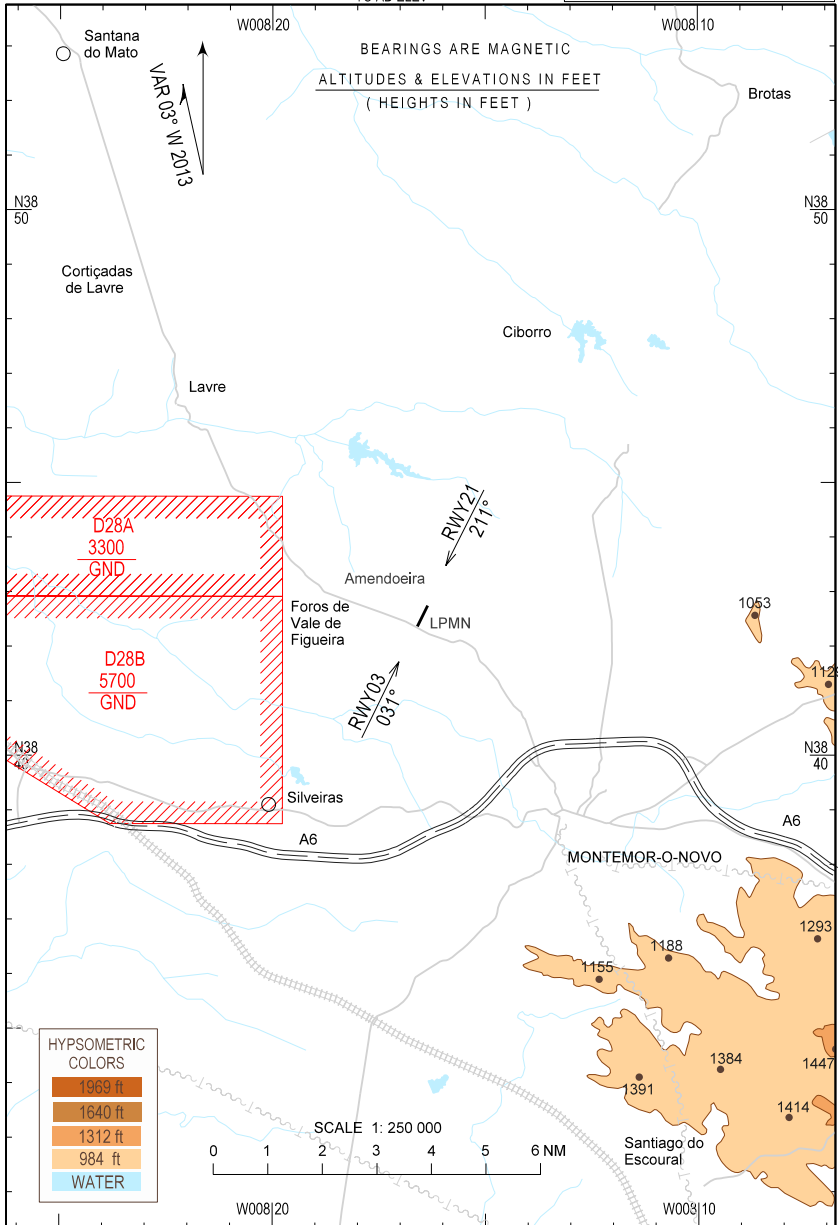 W008 20
W008 10
Santana
do Mato
BEARINGS ARE MAGNETIC
ALTITUDES & ELEVATIONS IN FEET
( HEIGHTS IN FEET )
VAR 03° W 2013
Brotas
N38
50
N38
50
Cortiçadas
de Lavre
Ciborro
Lavre
RWY21
211°
D28A
3300
GND
Amendoeira
LPMN
Foros de
Vale de
Figueira
1053
D28B
5700
GND
RWY03
031°
N38
N38
40
Silveiras
A6
A6
MONTEMOR-O-NOVO
1293
1188
1155
1384
1391
1447
1414
HYPSOMETRIC
COLORS
1969 ft
1640 ft
1312 ft
984 ft
WATER
SCALE 1: 250 000
0 1 2 3 4 5 6 NM
Santiago do
Escoural
W008 20
W003 10